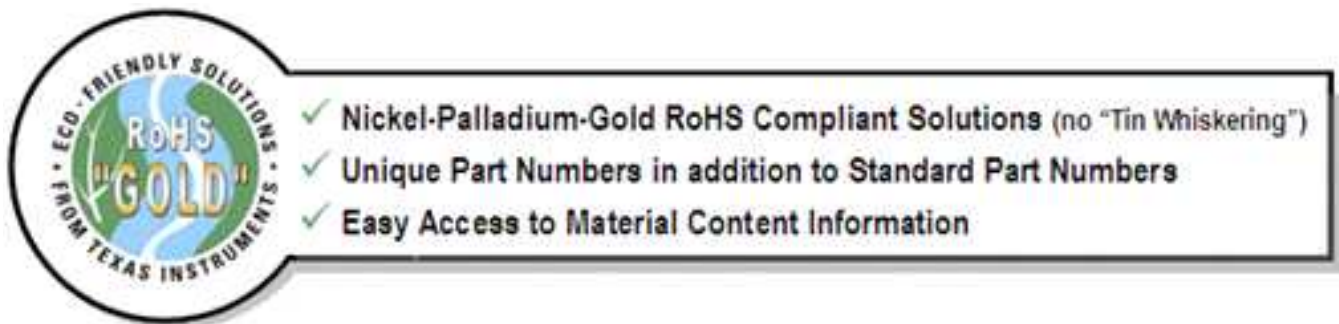 • ECO-FRIENDLY SOLUTIONS •
FROM TEXAS INSTRUMENTS
RoHS
"GOLD"
Nickel-Palladium-Gold RoHS Compliant Solutions (no "Tin Whiskering")
Unique Part Numbers in addition to Standard Part Numbers
Easy Access to Material Content Information